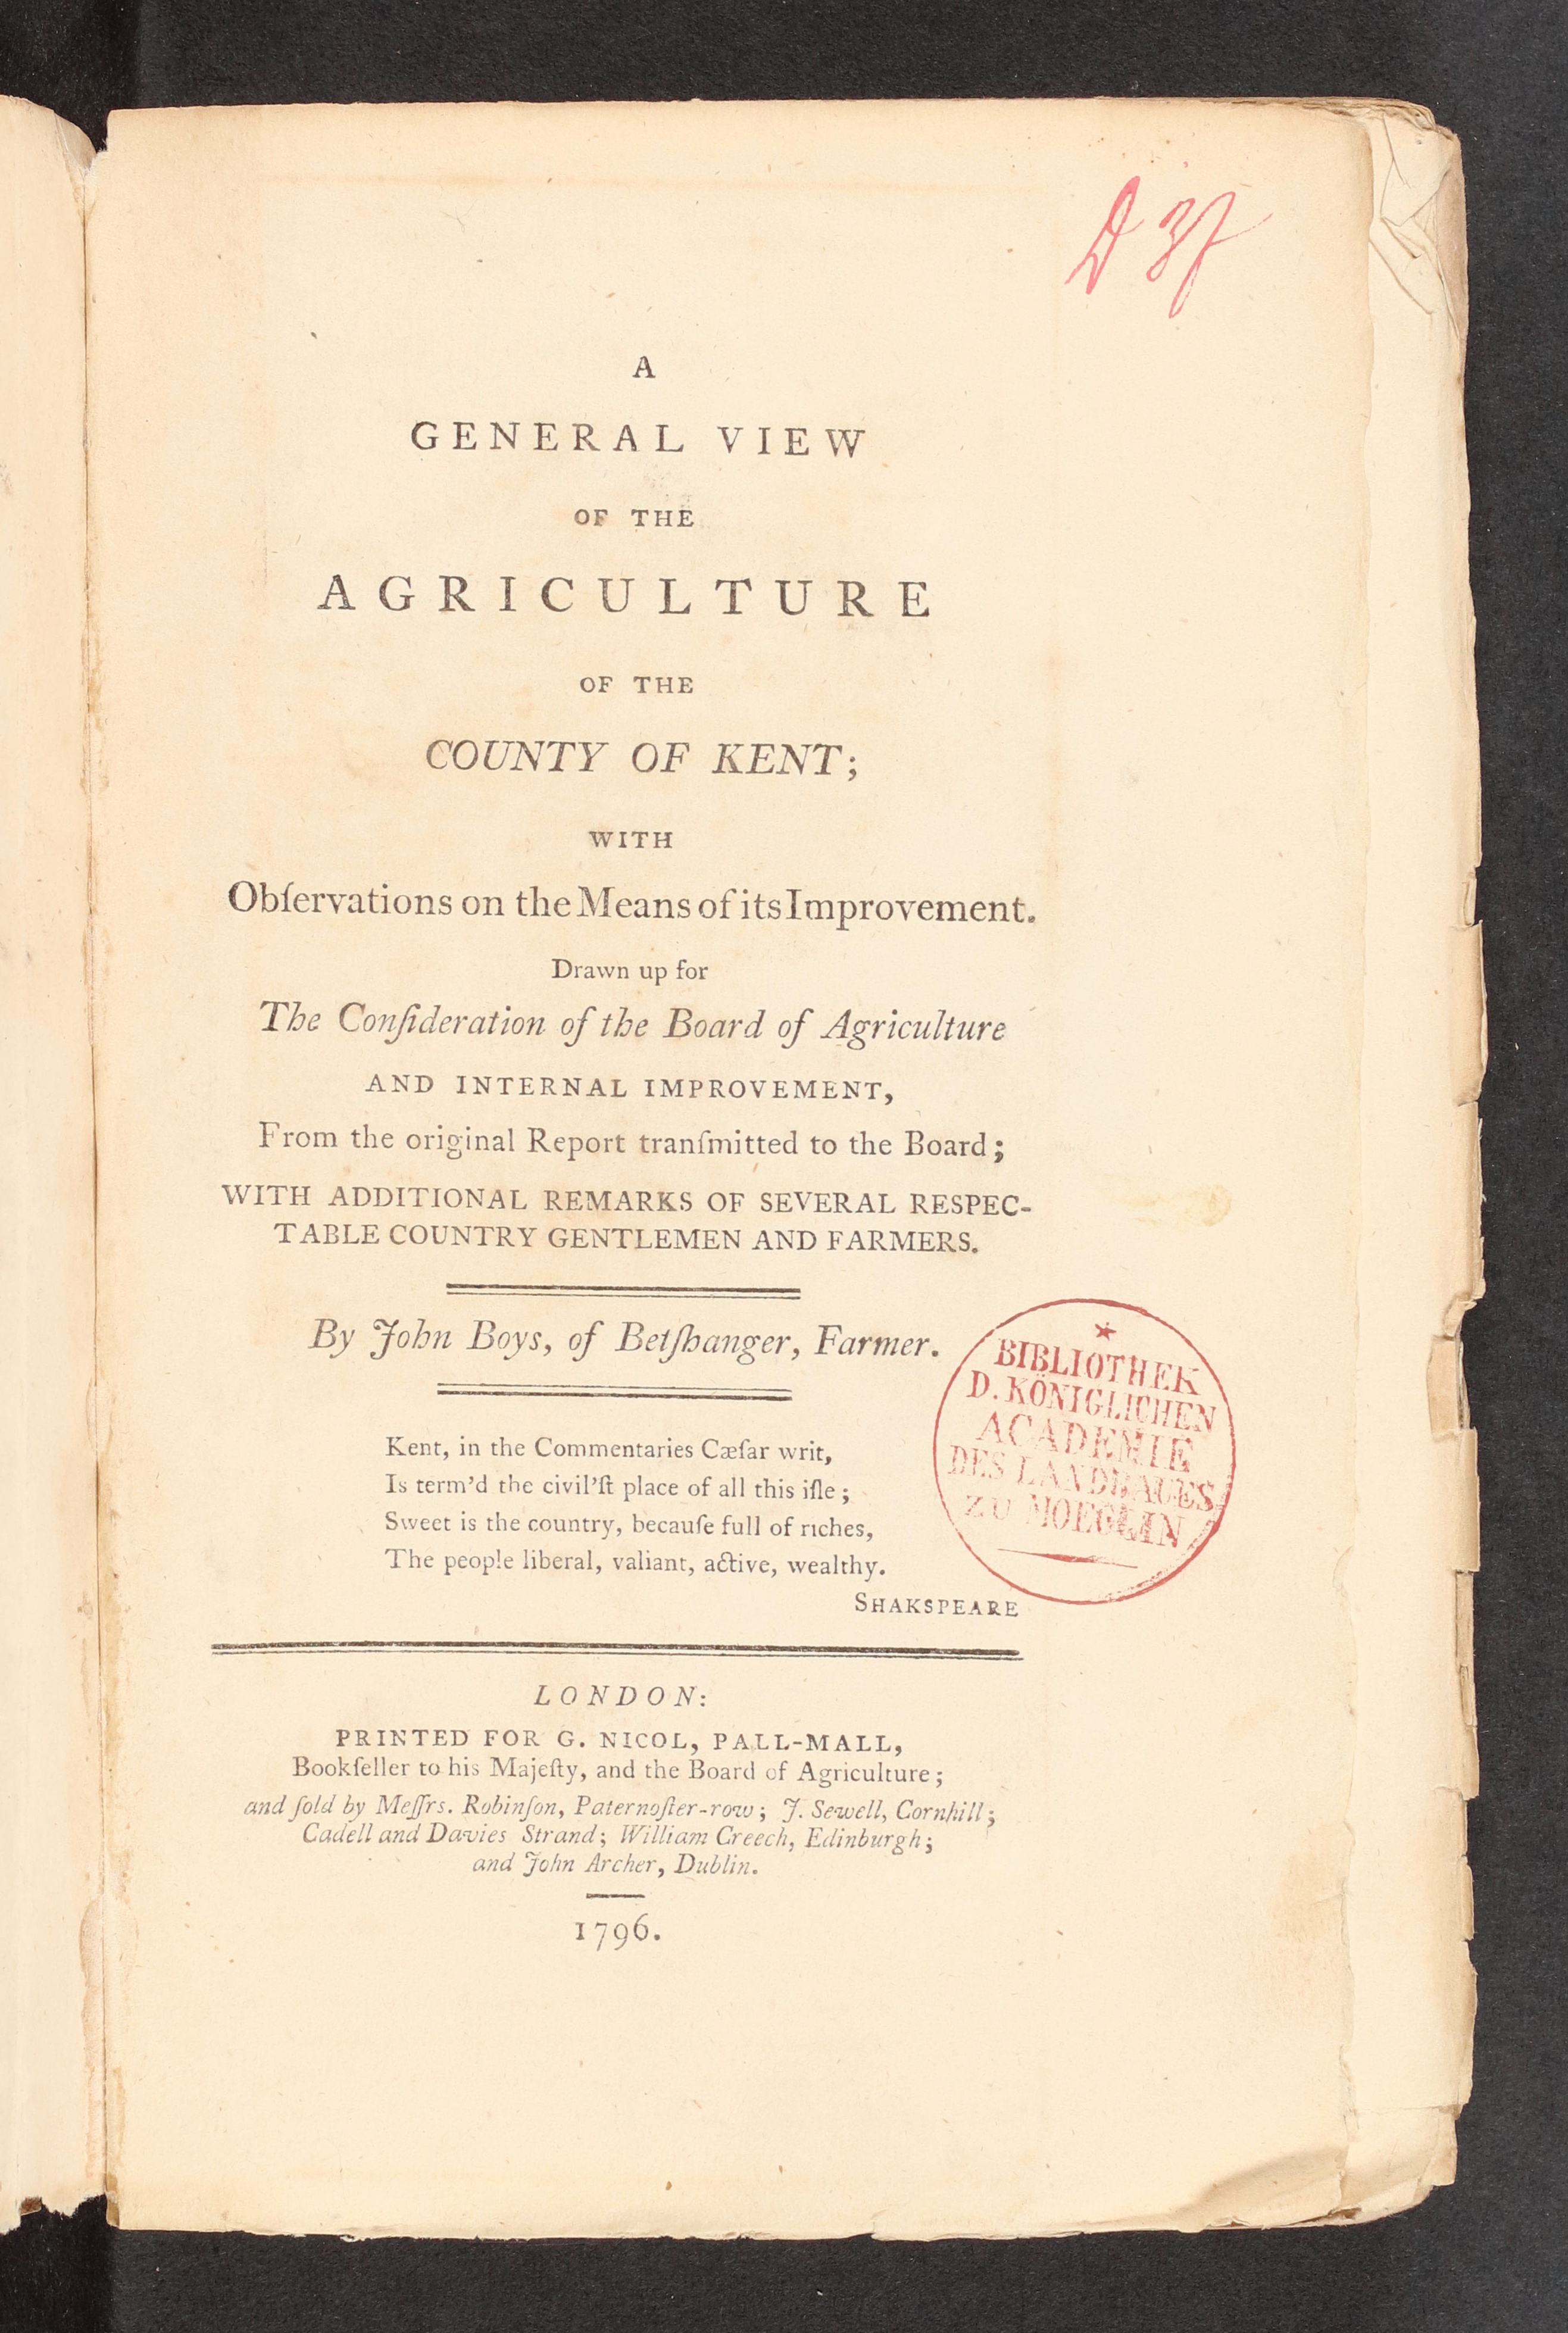 A
GENERAL VIEW
OF THE
AGRICULTURE
OF THE
COUNTY OF KENT;
WITH
Obſervations on the Means of its Improvement.
Drawn up for
The Conſideration of the Board of Agriculture
AND INTERNAL IMPROVEMENT,
From the original Report tranſmitted to the Board;
WITH ADDITIONAL REMARKS OF SEVERAL RESPEC-
TABLE COUNTRY GENTLEMEN AND FARMERS.
By John Boys, of Betſhanger, Farmer.
Kent, in the Commentaries Cæſar writ,
Is term'd the civil'ſt place of all this iſle;
Sweet is the country, becauſe full of riches,
The people liberal, valiant, active, wealthy.
SHAKSPEARE
BIBLIOTHEK
D. KÖNIGLICHEN
ACADEMIE
DES LANDBAUES
ZU MOEGLIN
LONDON:
PRINTED FOR G. NICOL, PALL-MALL,
Bookſeller to his Majeſty, and the Board of Agriculture;
and ſold by Meſſrs. Robinſon, Paternoſter-row; J. Sewell, Cornhill;
Cadell and Davies Strand; William Creech, Edinburgh;
and John Archer, Dublin.
1796.